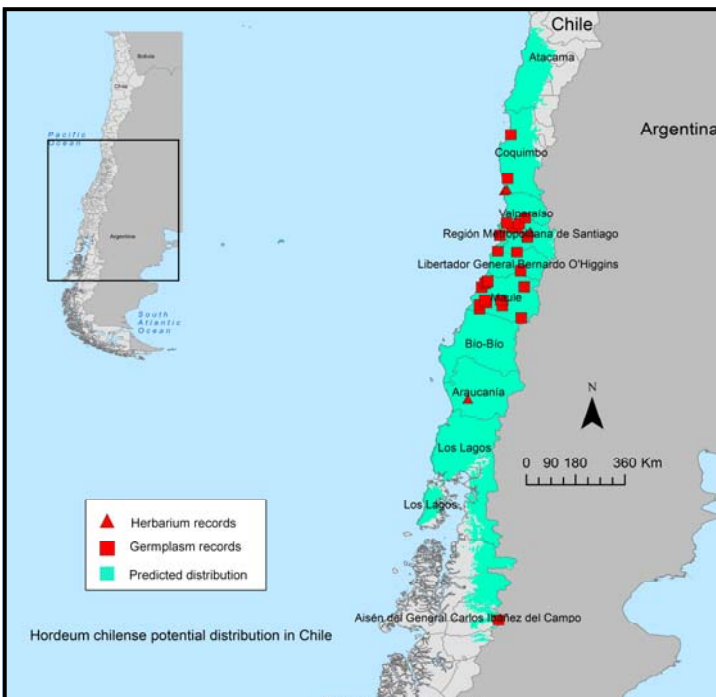 Bolivia
Chile
Pacific
Ocean
Argentina
South
Atlantic
Ocean
Chile
Atacama
Argentina
Coquimbo
Valparaíso
Región Metropolitana de Santiago
Libertador General Bernardo O'Higgins
Maule
Bío-Bío
Araucanía
N
Los Lagos
0 90 180 360 Km
Los Lagos
Herbarium records
Germplasm records
Predicted distribution
Aisén del General Carlos Ibáñez del Campo
Hordeum chilense potential distribution in Chile